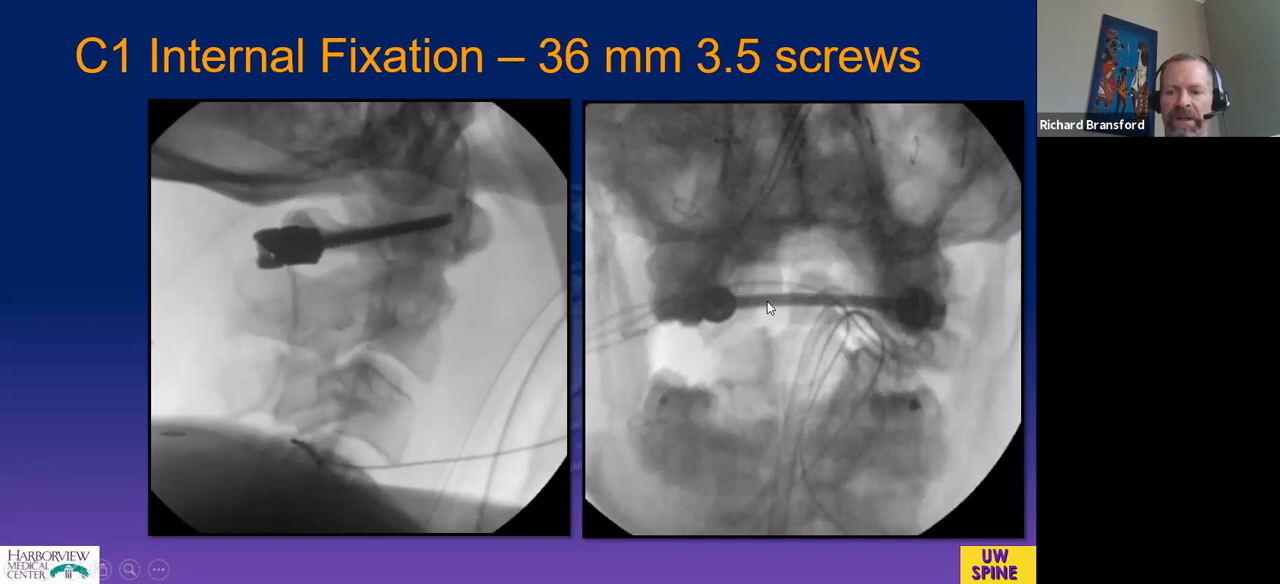 C1 Internal Fixation – 36 mm 3.5 screws
Richard Bransford
HARBORVIEW
MEDICAL
CENTER
UW
SPINE